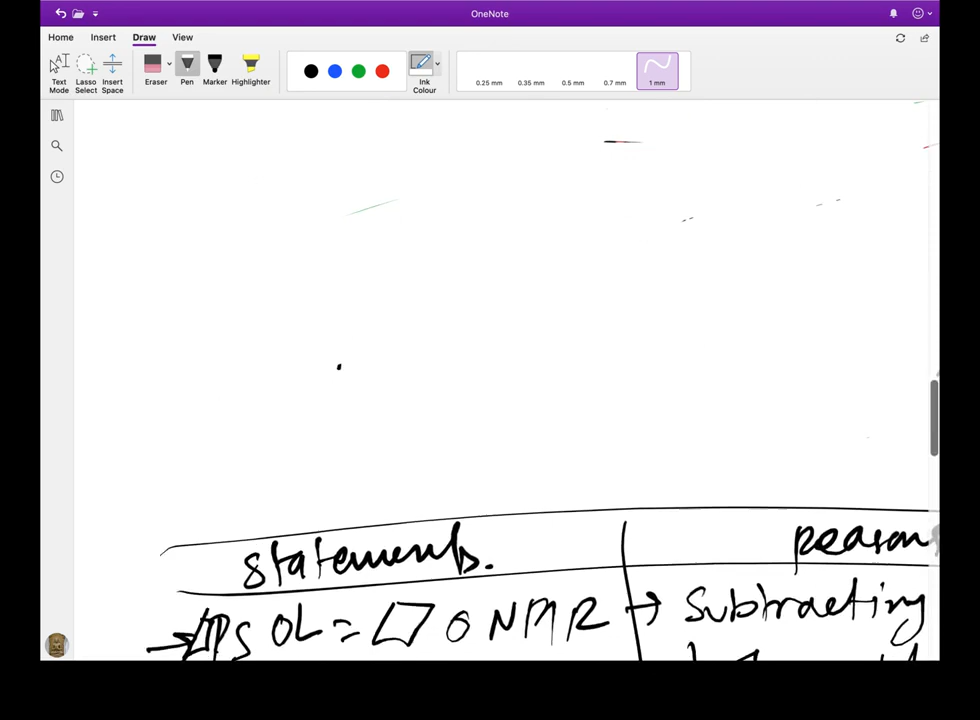 OneNote
Home Insert Draw View
Text Mode Lasso Select Insert Space Eraser Pen Marker Highlighter Ink Colour 0.25 mm 0.35 mm 0.5 mm 0.7 mm 1 mm
statements. reason
PSOL = ▱ ONMR → Subtracting